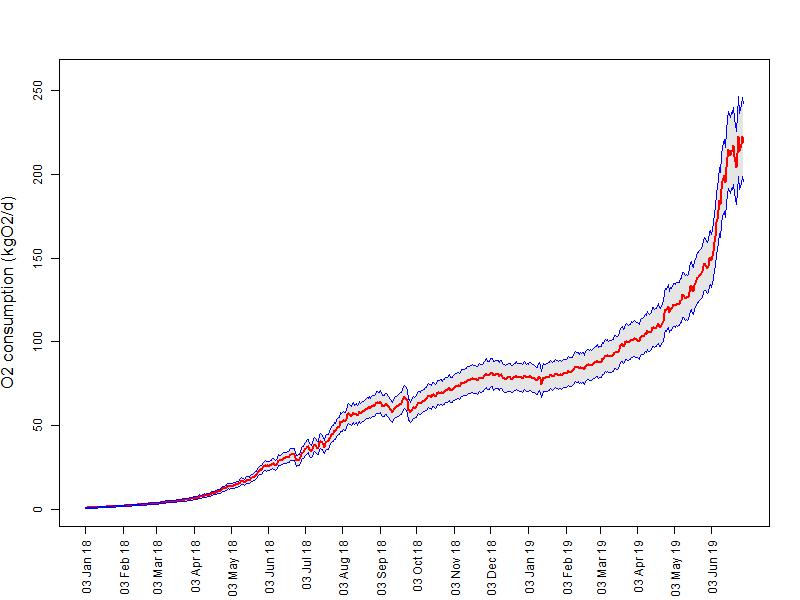 O2 consumption (kgO2/d)
250
200
150
100
50
0
03 Jan 18
03 Feb 18
03 Mar 18
03 Apr 18
03 May 18
03 Jun 18
03 Jul 18
03 Aug 18
03 Sep 18
03 Oct 18
03 Nov 18
03 Dec 18
03 Jan 19
03 Feb 19
03 Mar 19
03 Apr 19
03 May 19
03 Jun 19